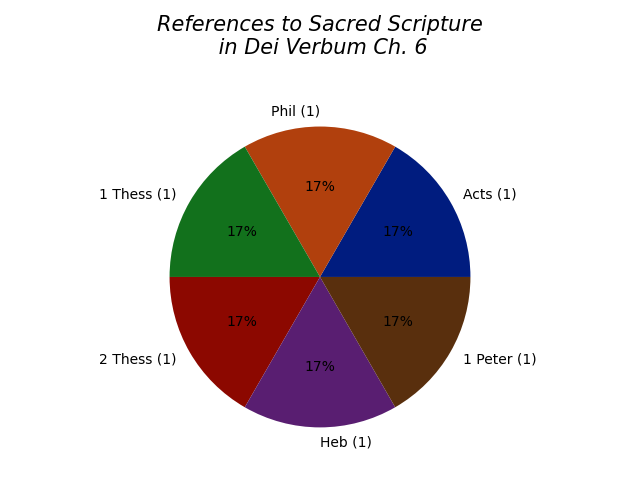 References to Sacred Scripture
in Dei Verbum Ch. 6
Phil (1)
1 Thess (1)
Acts (1)
17%
17%
17%
17%
17%
17%
2 Thess (1)
1 Peter (1)
Heb (1)